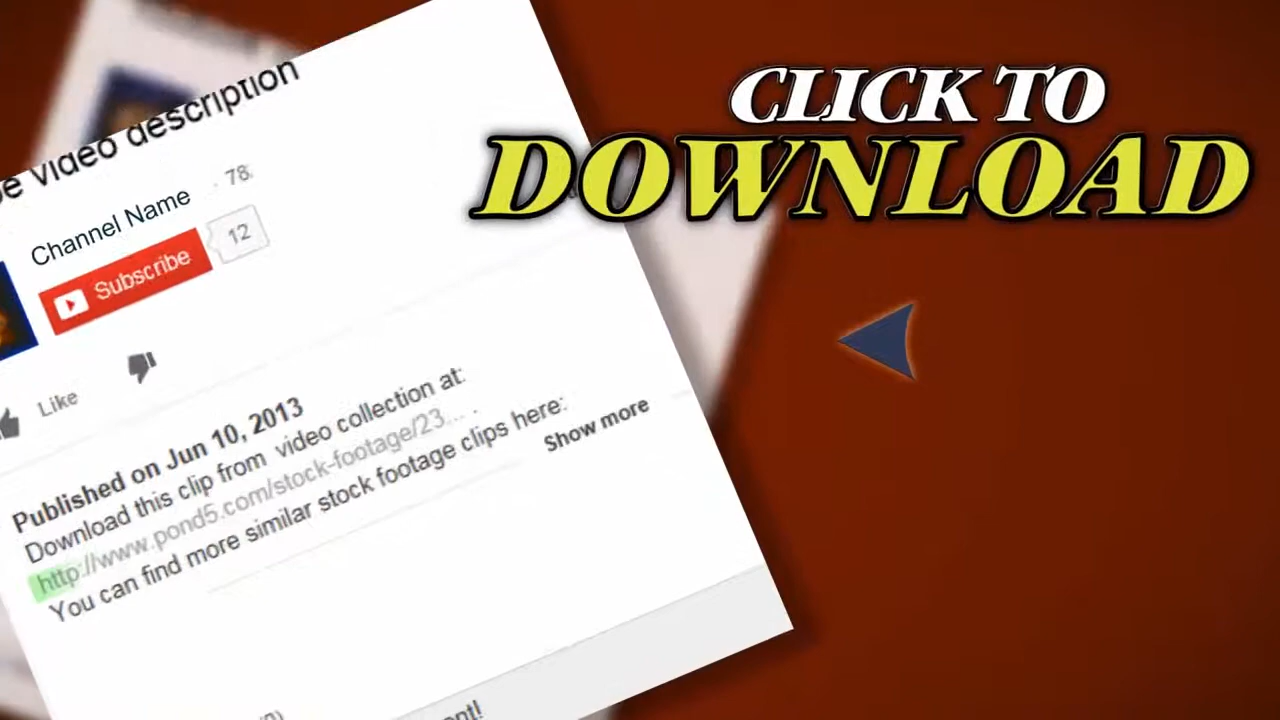 CLICK TO
DOWNLOAD
video description
Channel Name
78
Subscribe
12
Like
Published on Jun 10, 2013
Download this clip from video collection at:
http://www.pond5.com/stock-footage/23... .
You can find more similar stock footage clips here:
Show more